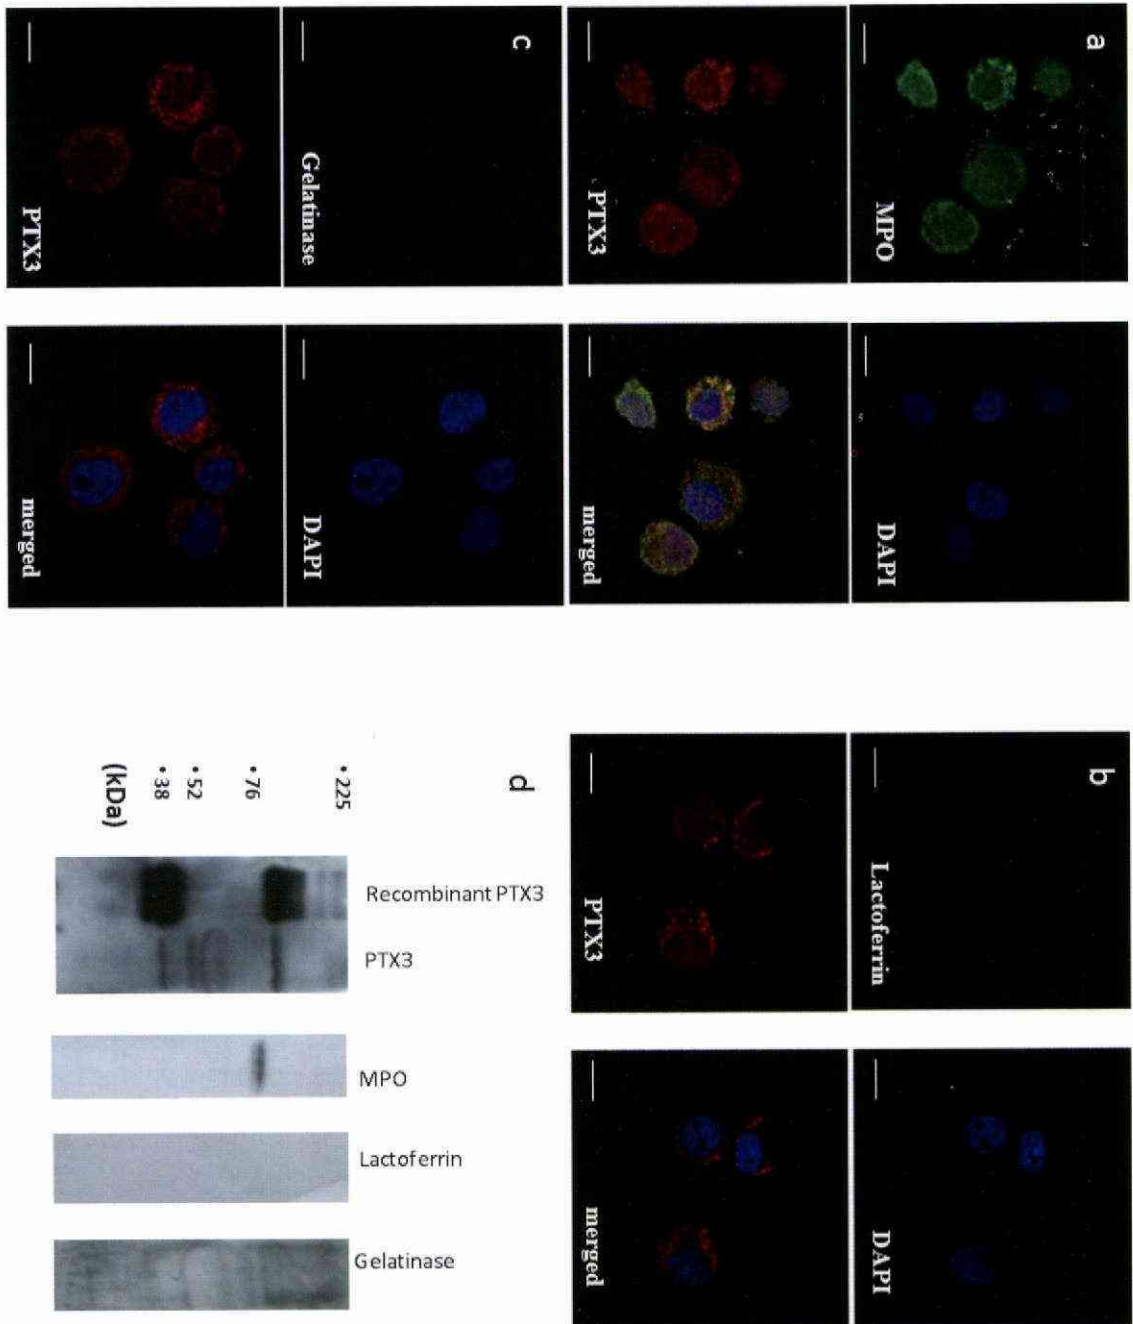 a
MPO
DAPI
PTX3
merged
b
Lactoferrin
DAPI
PTX3
merged
c
Gelatinase
DAPI
PTX3
merged
d
Recombinant PTX3
PTX3
MPO
Lactoferrin
Gelatinase
• 225
• 76
• 52
• 38
(kDa)